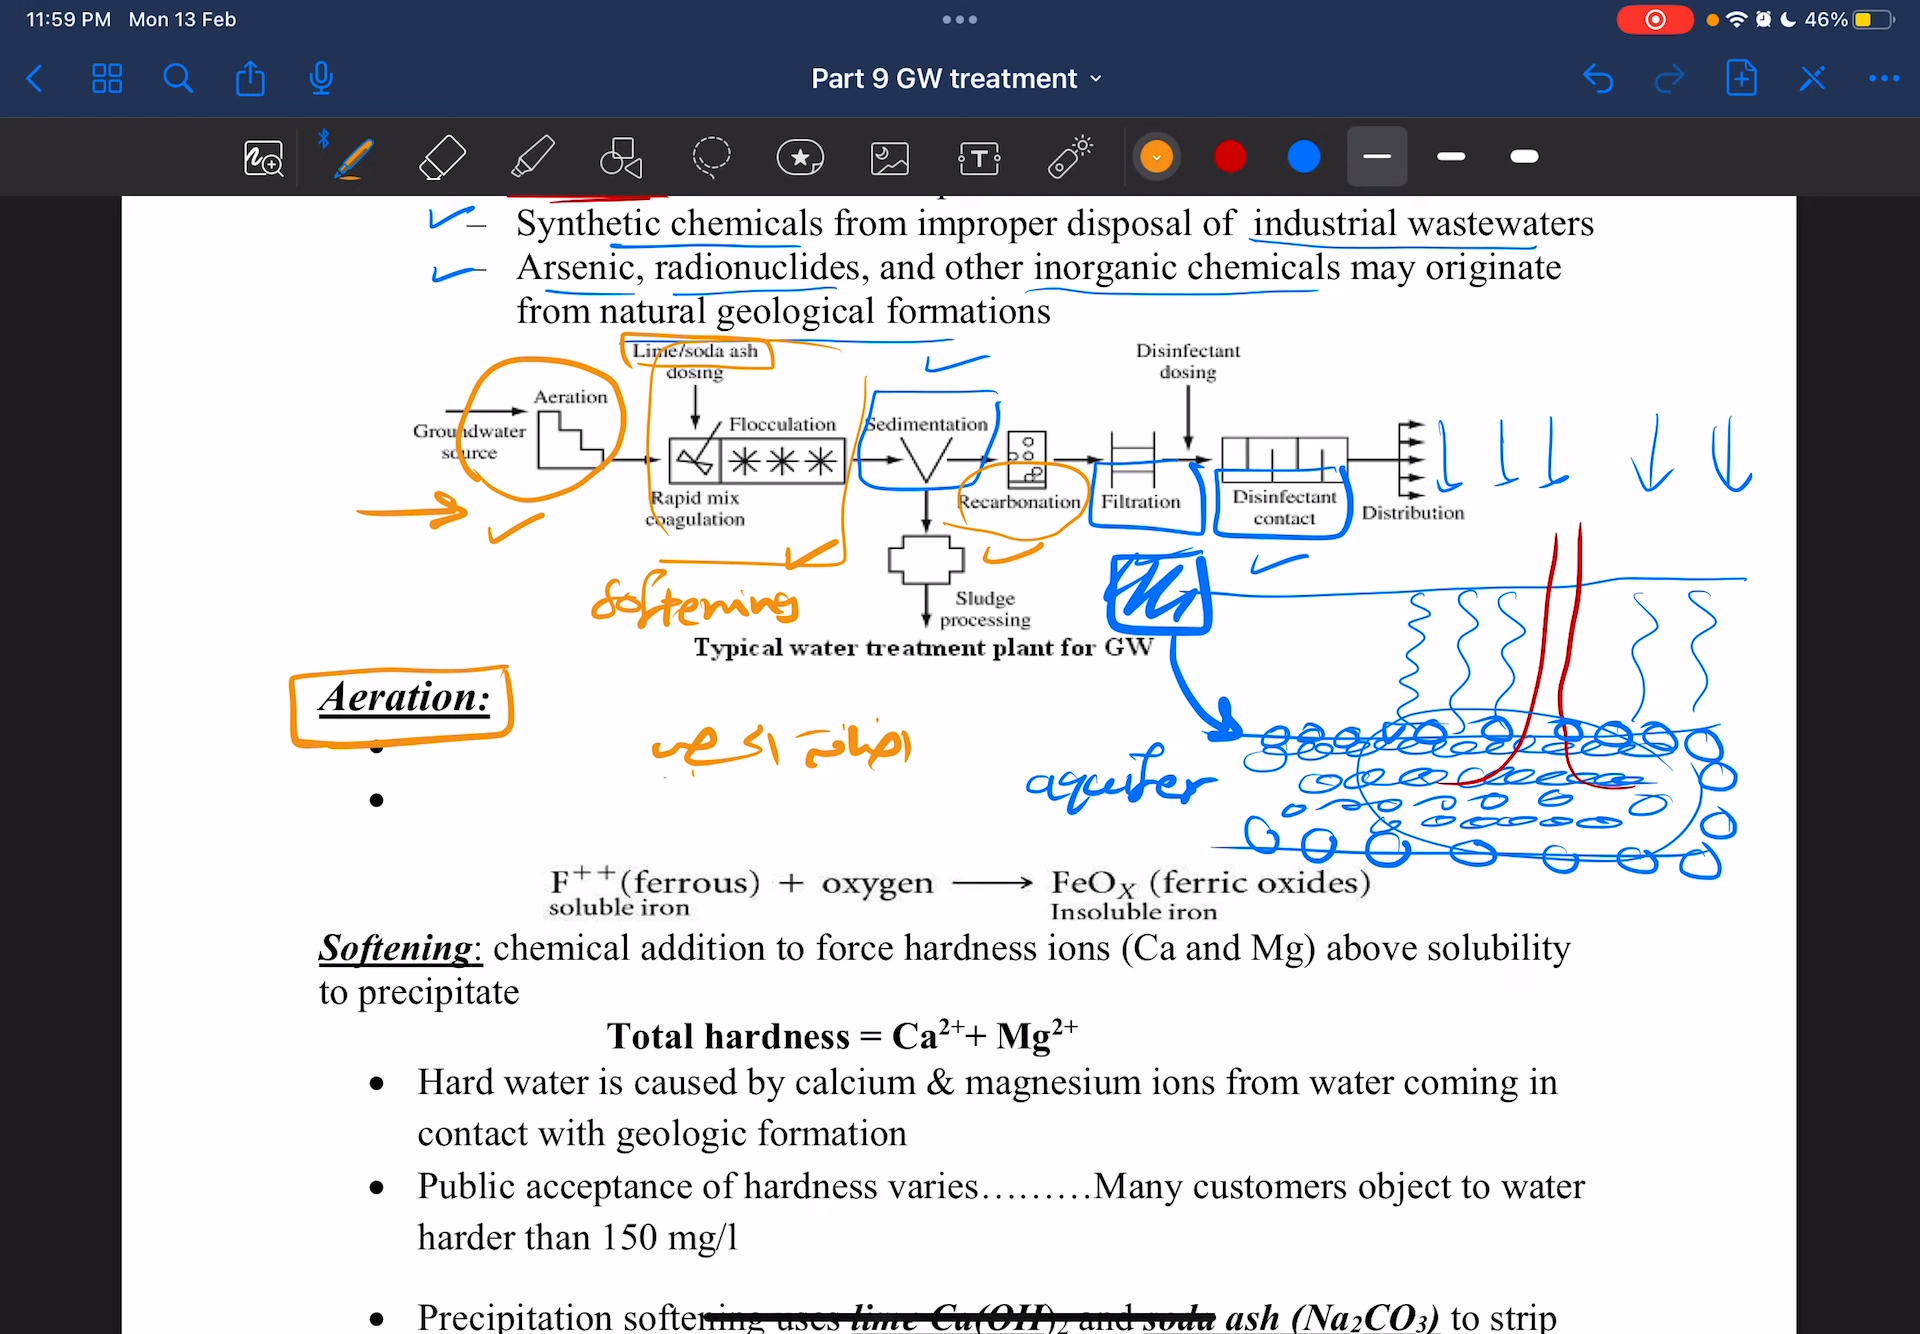 11:59 PM Mon 13 Feb
46%
Part 9 GW treatment
– Synthetic chemicals from improper disposal of industrial wastewaters
– Arsenic, radionuclides, and other inorganic chemicals may originate
from natural geological formations
Lime/soda ash
dosing
Disinfectant
dosing
Aeration
Groundwater
source
Flocculation
Sedimentation
Rapid mix
coagulation
Recarbonation
Filtration
Disinfectant
contact
Distribution
softening
Sludge
processing
Typical water treatment plant for GW
Aeration:
•
اضافة
aquifer
•
F++(ferrous) + oxygen ⟶ FeOX (ferric oxides)
soluble iron
Insoluble iron
Softening: chemical addition to force hardness ions (Ca and Mg) above solubility
to precipitate
Total hardness = Ca2++ Mg2+
• Hard water is caused by calcium & magnesium ions from water coming in
contact with geologic formation
• Public acceptance of hardness varies.........Many customers object to water
harder than 150 mg/l
• Precipitation softening uses lime Ca(OH)2 and soda ash (Na2CO3) to strip